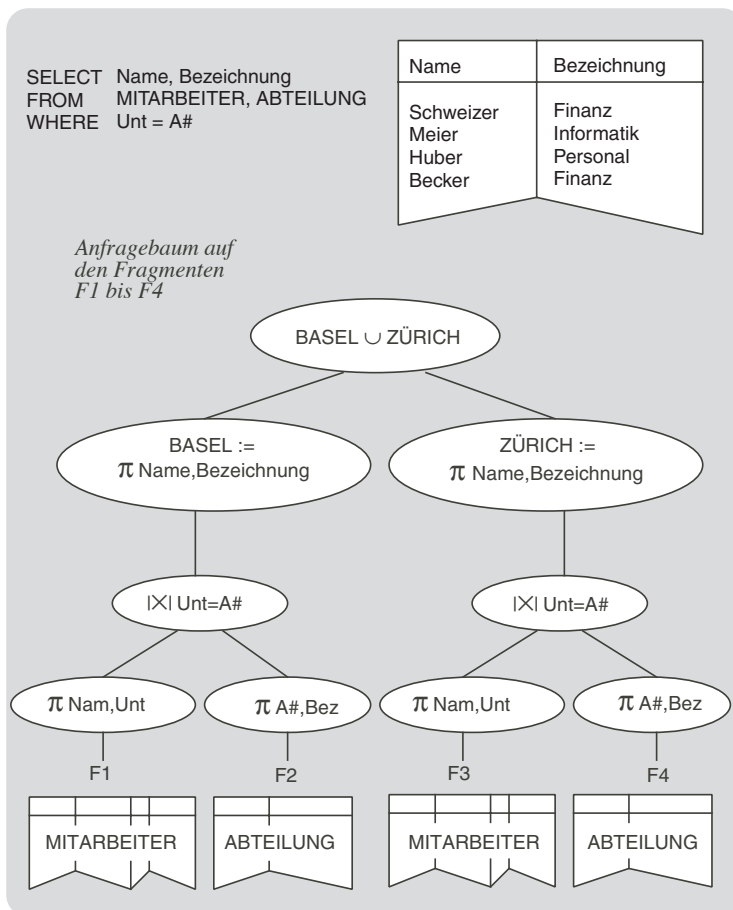 SELECT Name, Bezeichnung
FROM MITARBEITER, ABTEILUNG
WHERE Unt = A#
Name Bezeichnung
Schweizer Finanz
Meier Informatik
Huber Personal
Becker Finanz
Anfragebaum auf
den Fragmenten
F1 bis F4
BASEL ∪ ZÜRICH
BASEL :=
π Name,Bezeichnung
ZÜRICH :=
π Name,Bezeichnung
|×| Unt=A#
|×| Unt=A#
π Nam,Unt
π A#,Bez
π Nam,Unt
π A#,Bez
F1
F2
F3
F4
MITARBEITER
ABTEILUNG
MITARBEITER
ABTEILUNG